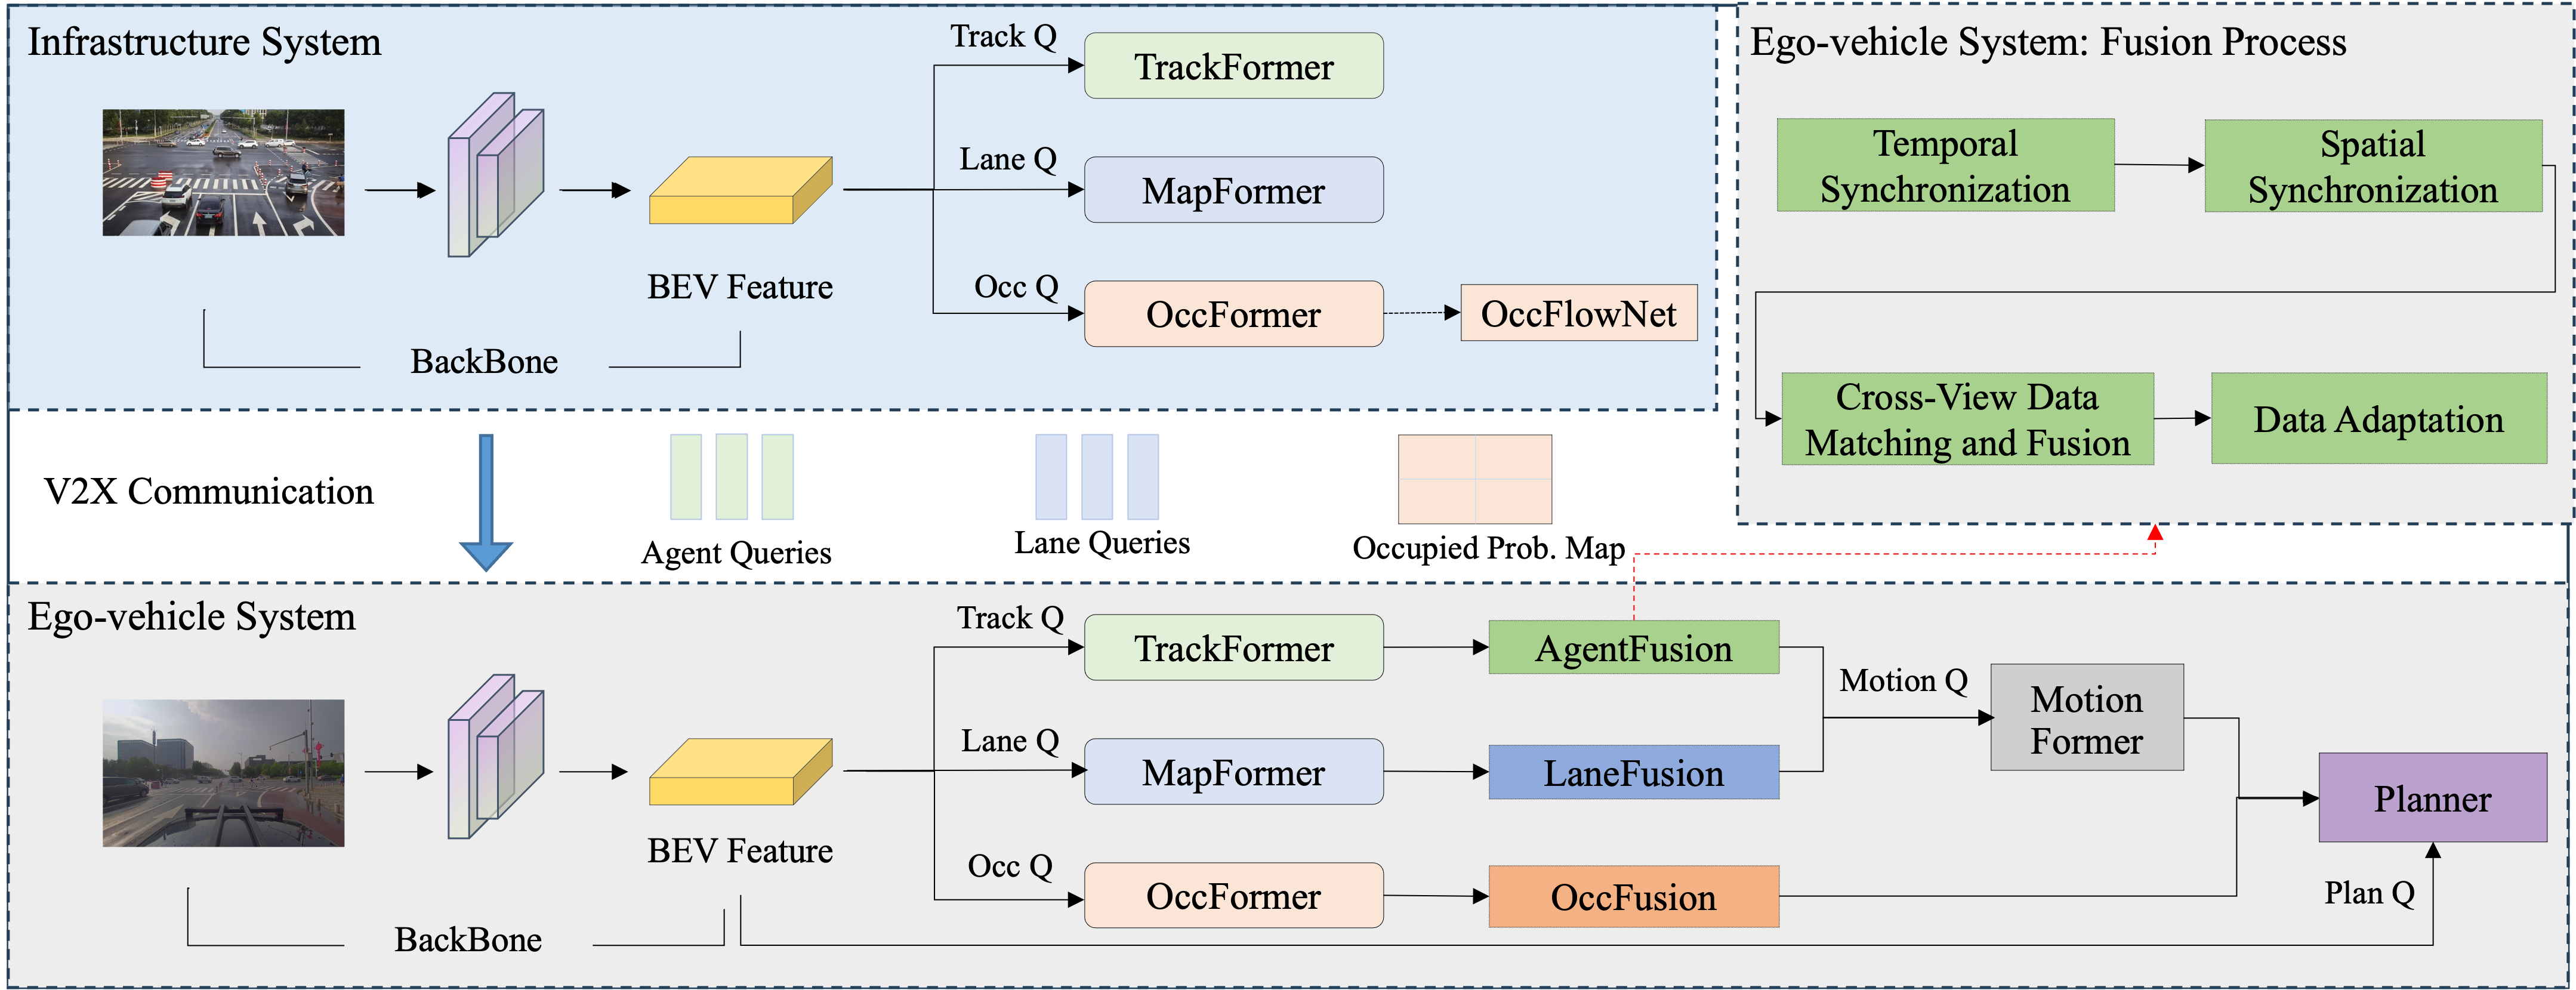 Infrastructure System
Track Q
TrackFormer
Lane Q
MapFormer
BEV Feature
Occ Q
OccFormer
OccFlowNet
BackBone
Ego-vehicle System: Fusion Process
Temporal
Synchronization
Spatial
Synchronization
Cross-View Data
Matching and Fusion
Data Adaptation
V2X Communication
Agent Queries
Lane Queries
Occupied Prob. Map
Ego-vehicle System
Track Q
TrackFormer
AgentFusion
Lane Q
MapFormer
LaneFusion
Motion Q
Motion
Former
BEV Feature
Occ Q
OccFormer
OccFusion
Planner
Plan Q
BackBone